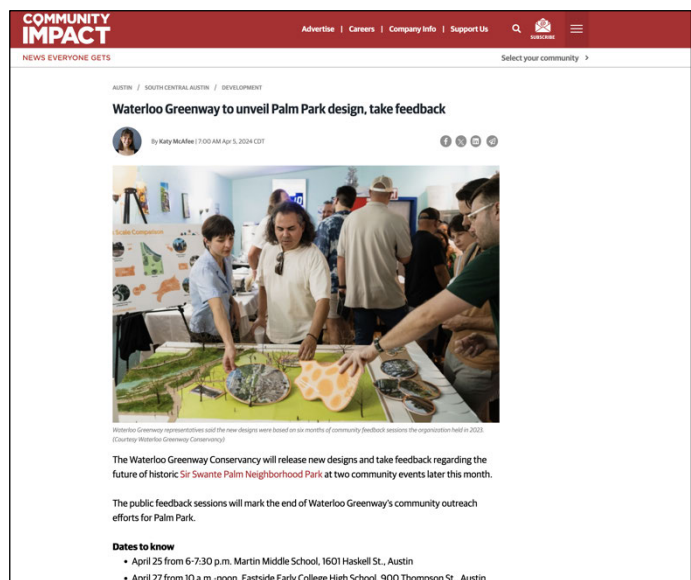 COMMUNITY
IMPACT
Advertise | Careers | Company Info | Support Us
SUBSCRIBE
NEWS EVERYONE GETS
Select your community >
AUSTIN / SOUTH CENTRAL AUSTIN / DEVELOPMENT
Waterloo Greenway to unveil Palm Park design, take feedback
By Katy McAfee | 7:00 AM Apr 5, 2024 CDT
Scale Comparison
Waterloo Greenway representatives said the new designs were based on six months of community feedback sessions the organization held in 2023.
(Courtesy Waterloo Greenway Conservancy)
The Waterloo Greenway Conservancy will release new designs and take feedback regarding the
future of historic Sir Swante Palm Neighborhood Park at two community events later this month.
The public feedback sessions will mark the end of Waterloo Greenway's community outreach
efforts for Palm Park.
Dates to know
• April 25 from 6-7:30 p.m. Martin Middle School, 1601 Haskell St., Austin
• April 27 from 10 a.m.-noon, Eastside Early College High School, 900 Thompson St., Austin